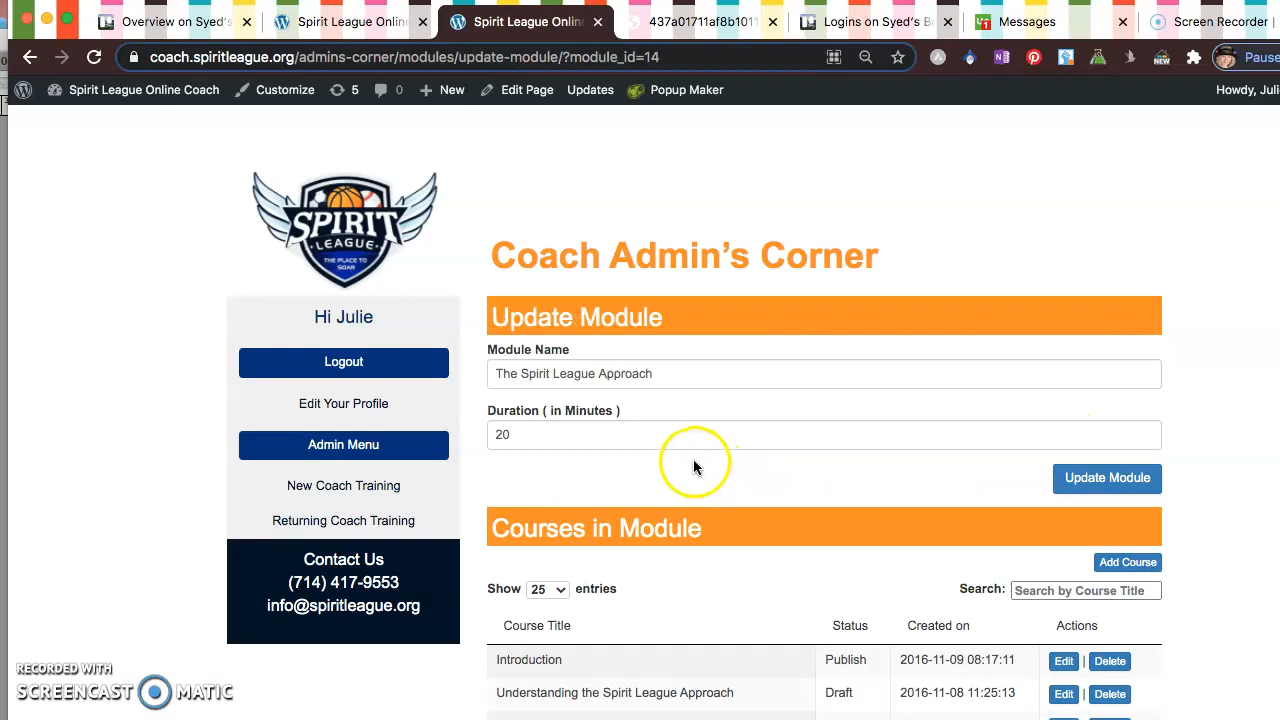 Overview on Syed's
Spirit League Online
Spirit League Onlin
437a01711af8b1011
Logins on Syed's Bo
Messages
Screen Recorder |
coach.spiritleague.org/admins-corner/modules/update-module/?module_id=14
Pause
Spirit League Online Coach
Customize
5
0
New
Edit Page
Updates
Popup Maker
Howdy, Juli
SPIRIT
LEAGUE
THE PLACE TO
SOAR
Coach Admin's Corner
Hi Julie
Logout
Edit Your Profile
Admin Menu
New Coach Training
Returning Coach Training
Contact Us
(714) 417-9553
info@spiritleague.org
Update Module
Module Name
The Spirit League Approach
Duration ( in Minutes )
20
Update Module
Courses in Module
Add Course
Show 25 entries
Search: Search by Course Title
Course Title Status Created on Actions
Introduction Publish 2016-11-09 08:17:11 Edit | Delete
Understanding the Spirit League Approach Draft 2016-11-08 11:25:13 Edit | Delete
RECORDED WITH
SCREENCAST MATIC